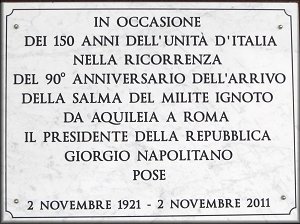 IN OCCASIONE
DEI 150 ANNI DELL'UNITÀ D'ITALIA
NELLA RICORRENZA
DEL 90° ANNIVERSARIO DELL'ARRIVO
DELLA SALMA DEL MILITE IGNOTO
DA AQUILEIA A ROMA
IL PRESIDENTE DELLA REPUBBLICA
GIORGIO NAPOLITANO
POSE
2 NOVEMBRE 1921 - 2 NOVEMBRE 2011